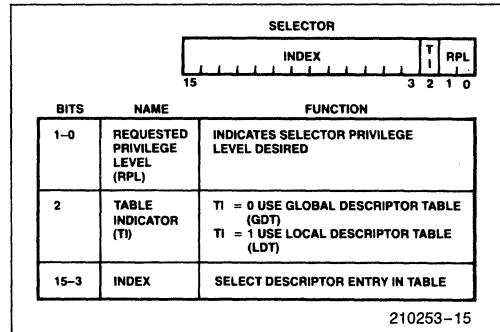 SELECTOR
INDEX
T
I
RPL
15
3 2 1 0
BITS NAME FUNCTION
1–0 REQUESTED PRIVILEGE LEVEL (RPL) INDICATES SELECTOR PRIVILEGE LEVEL DESIRED
2 TABLE INDICATOR (TI) TI = 0 USE GLOBAL DESCRIPTOR TABLE (GDT)
TI = 1 USE LOCAL DESCRIPTOR TABLE (LDT)
15–3 INDEX SELECT DESCRIPTOR ENTRY IN TABLE
210253–15